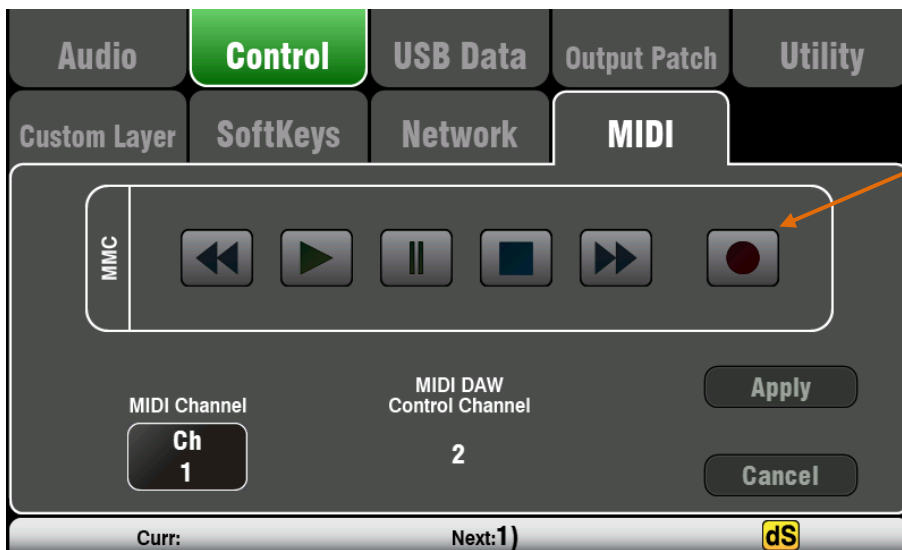 Audio
Control
USB Data
Output Patch
Utility
Custom Layer
SoftKeys
Network
MIDI
MMC
MIDI Channel
Ch
1
MIDI DAW
Control Channel
2
Apply
Cancel
Curr:
Next:1)
dS